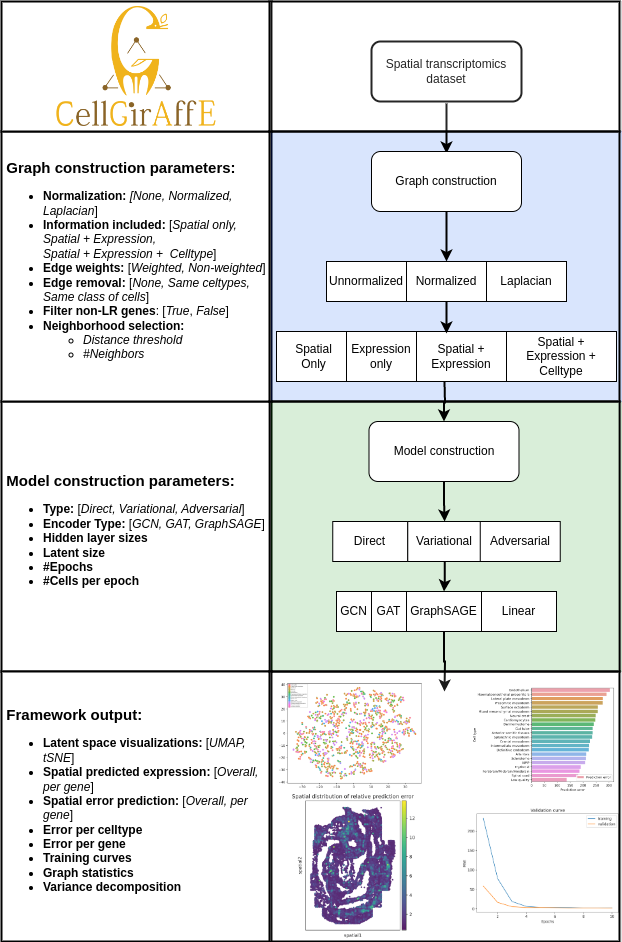 CellGirAffE
Spatial transcriptomics
dataset
Graph construction parameters:
Normalization: [None, Normalized,
Laplacian]
Information included: [Spatial only,
Spatial + Expression,
Spatial + Expression + Celltype]
Edge weights: [Weighted, Non-weighted]
Edge removal: [None, Same celtypes,
Same class of cells]
Filter non-LR genes: [True, False]
Neighborhood selection:
Distance threshold
#Neighbors
Graph construction
Unnormalized
Normalized
Laplacian
Spatial
Only
Expression
only
Spatial +
Expression
Spatial +
Expression +
Celltype
Model construction parameters:
Type: [Direct, Variational, Adversarial]
Encoder Type: [GCN, GAT, GraphSAGE]
Hidden layer sizes
Latent size
#Epochs
#Cells per epoch
Model construction
Direct
Variational
Adversarial
GCN
GAT
GraphSAGE
Linear
Framework output:
Latent space visualizations: [UMAP,
tSNE]
Spatial predicted expression: [Overall,
per gene]
Spatial error prediction: [Overall, per
gene]
Error per celltype
Error per gene
Training curves
Graph statistics
Variance decomposition
Spatial distribution of relative prediction error
spatial2
spatial1
12
10
8
6
4
2
Validation curve
training
validation
Epochs